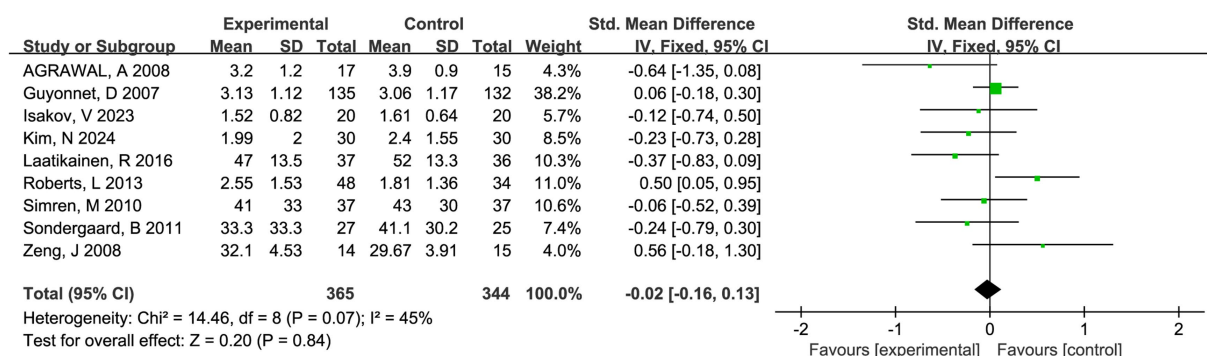 Experimental Control Std. Mean Difference Std. Mean Difference
Study or Subgroup Mean SD Total Mean SD Total Weight IV, Fixed, 95% CI IV, Fixed, 95% CI
AGRAWAL, A 2008 3.2 1.2 17 3.9 0.9 15 4.3% -0.64 [-1.35, 0.08]
Guyonnet, D 2007 3.13 1.12 135 3.06 1.17 132 38.2% 0.06 [-0.18, 0.30]
Isakov, V 2023 1.52 0.82 20 1.61 0.64 20 5.7% -0.12 [-0.74, 0.50]
Kim, N 2024 1.99 2 30 2.4 1.55 30 8.5% -0.23 [-0.73, 0.28]
Laatikainen, R 2016 47 13.5 37 52 13.3 36 10.3% -0.37 [-0.83, 0.09]
Roberts, L 2013 2.55 1.53 48 1.81 1.36 34 11.0% 0.50 [0.05, 0.95]
Simren, M 2010 41 33 37 43 30 37 10.6% -0.06 [-0.52, 0.39]
Sondergaard, B 2011 33.3 33.3 27 41.1 30.2 25 7.4% -0.24 [-0.79, 0.30]
Zeng, J 2008 32.1 4.53 14 29.67 3.91 15 4.0% 0.56 [-0.18, 1.30]
Total (95% CI) 365 344 100.0% -0.02 [-0.16, 0.13]
Heterogeneity: Chi² = 14.46, df = 8 (P = 0.07); I² = 45%
Test for overall effect: Z = 0.20 (P = 0.84)
-2 -1 0 1 2
Favours [experimental] Favours [control]